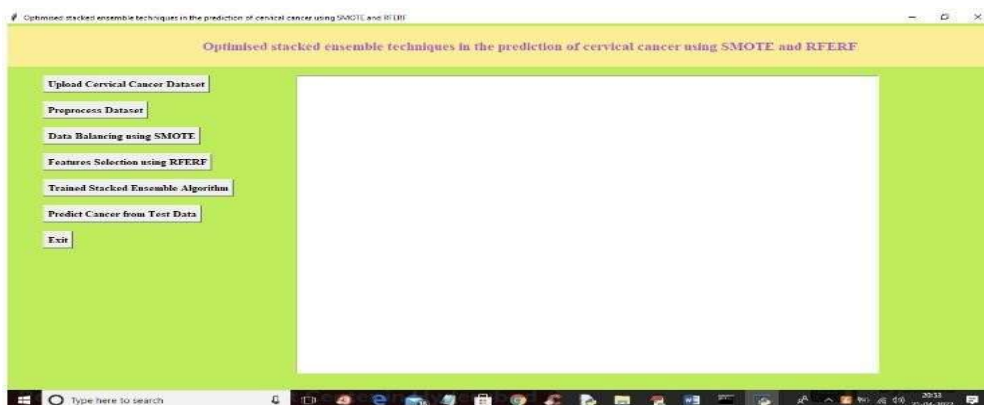 Optimised stacked ensemble techniques in the prediction of cervical cancer using SMOTE and RFERF
Optimised stacked ensemble techniques in the prediction of cervical cancer using SMOTE and RFERF
Upload Cervical Cancer Dataset
Preprocess Dataset
Data Balancing using SMOTE
Features Selection using RFERF
Trained Stacked Ensemble Algorithm
Predict Cancer from Test Data
Exit
Type here to search
20:53